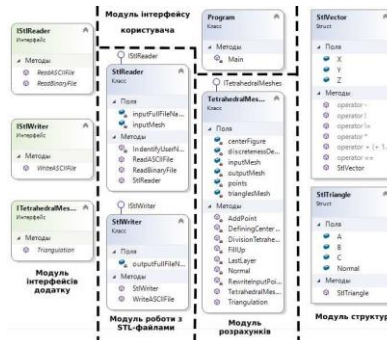 IStlReader
Интерфейс
Методы
ReadASCIIFile
ReadBinaryFile
IStlWriter
Интерфейс
Методы
WriteASCIIFile
ITetrahedralMes...
Интерфейс
Методы
Triangulation
Модуль
інтерфейсів
додатку
Модуль інтерфейсу
користувача
IStlReader
StlReader
Класс
Поля
inputFullFileNa...
inputMesh
Методы
IndentifyUserN...
ReadASCIIFile
ReadBinaryFile
StlReader
IStlWriter
StlWriter
Класс
Поля
outputFullFileN...
Методы
StlWriter
WriteASCIIFile
Модуль роботи з
STL-файлами
Program
Класс
Методы
Main
ITetrahedralMeshes
TetrahedralMes...
Класс
Поля
centerFigure
discretenessDe...
inputMesh
outputMesh
points
trianglesMesh
Методы
AddPoint
DefiningCenter...
DivisionTetrahe...
FillUp
LastLayer
Normal
RewriteInputPoi...
TetrahedralMes...
Triangulation
Модуль
розрахунків
StlVector
Struct
Поля
X
Y
Z
Методы
operator -
operator !
operator !=
operator *
operator + (+ 1...
operator ==
StlVector
StlTriangle
Struct
Поля
A
B
C
Normal
Методы
StlTriangle
Модуль структур